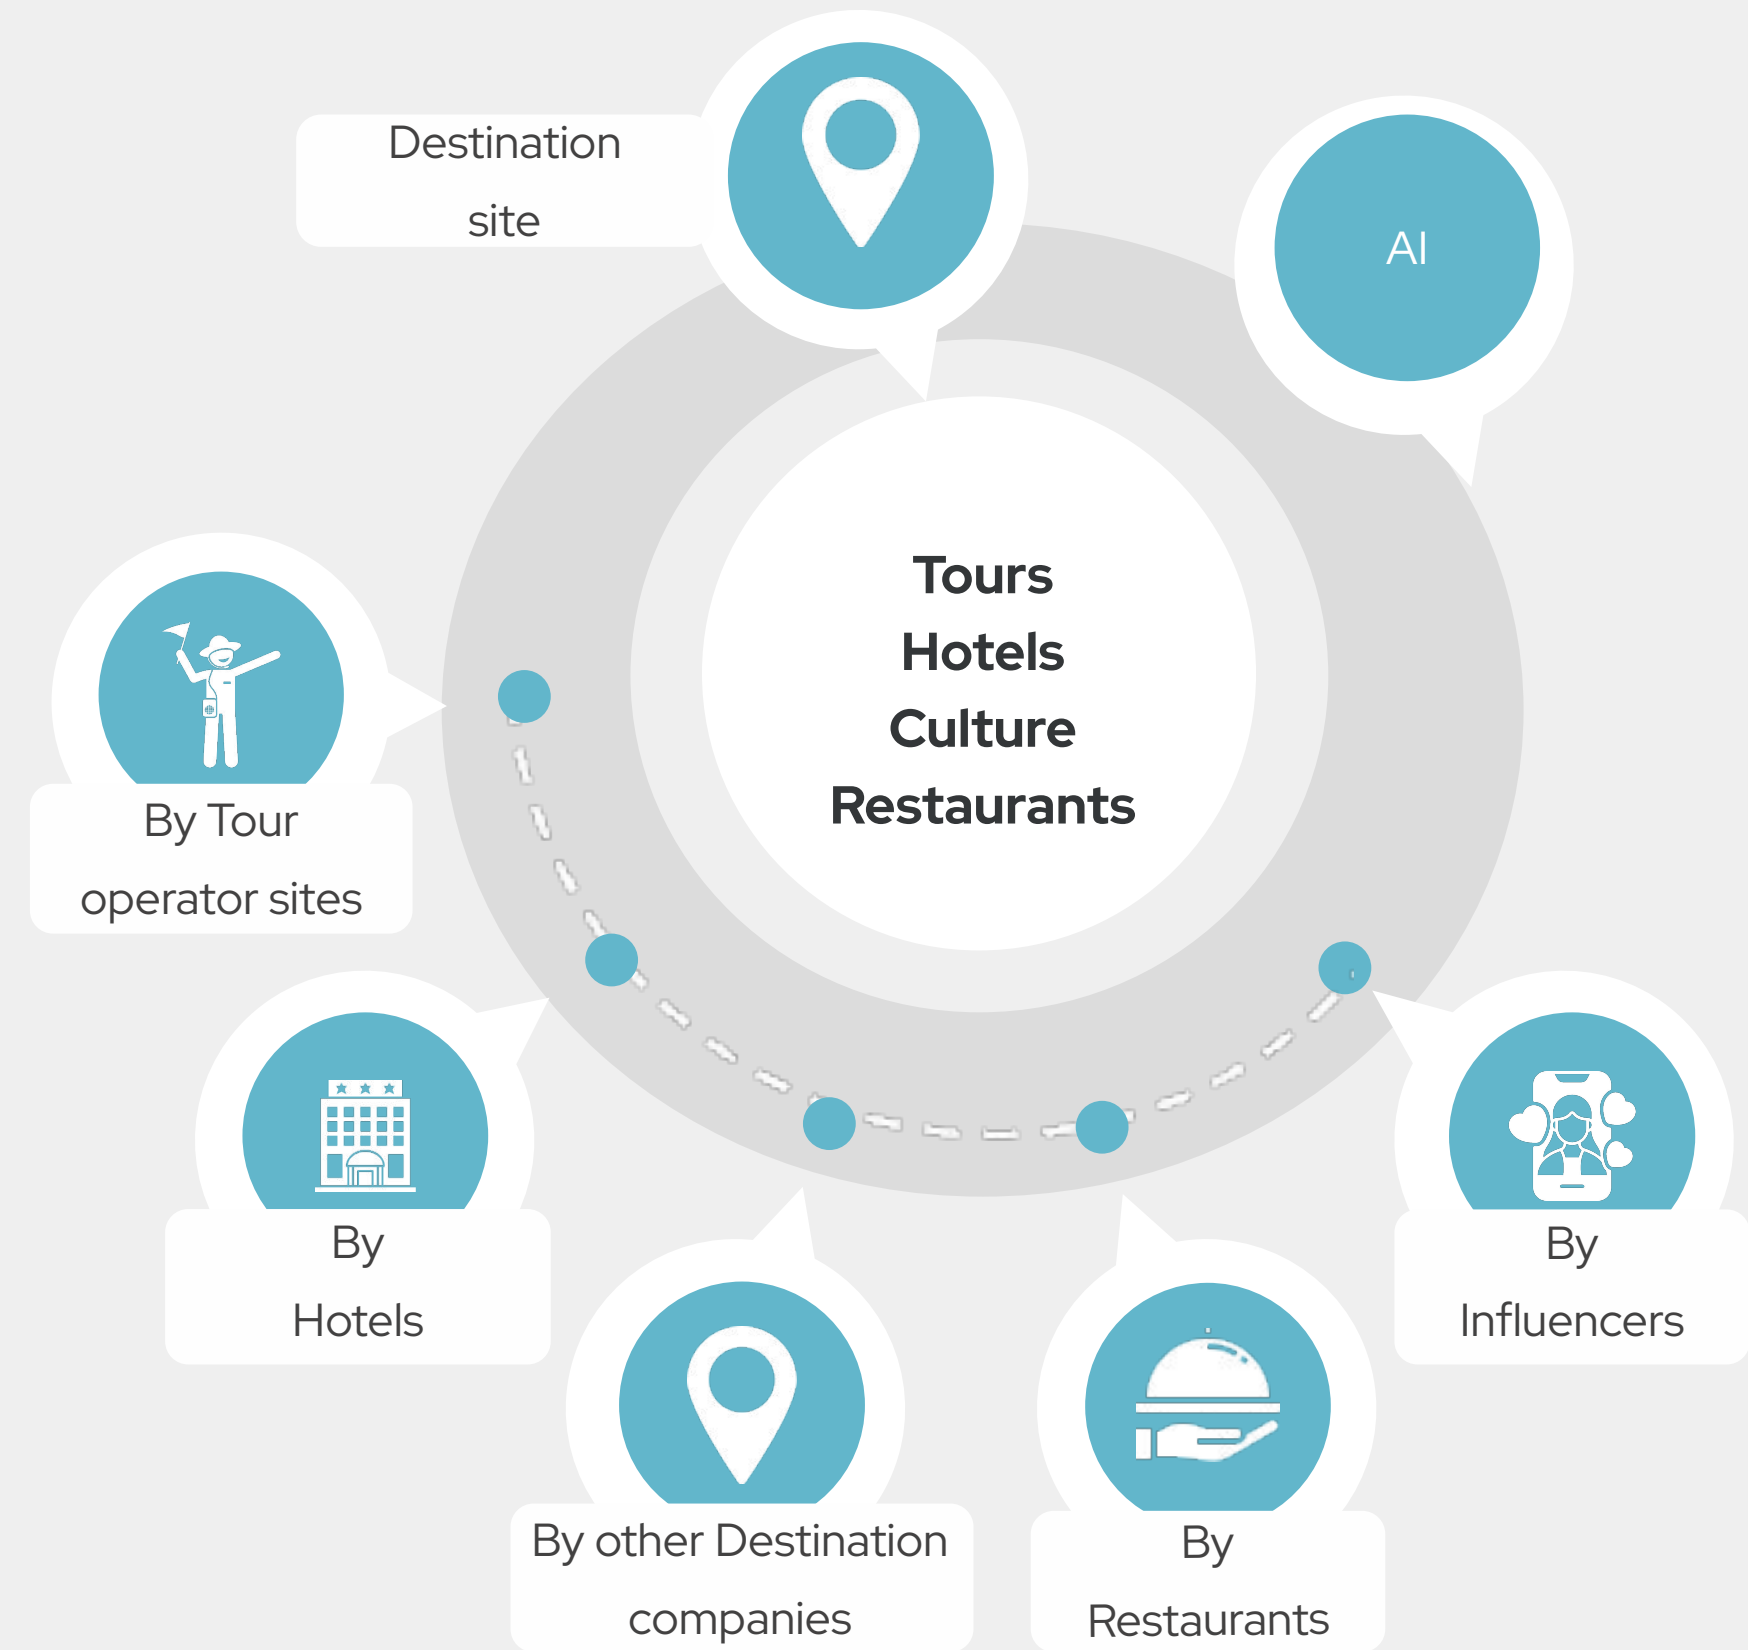 Destination
site
AI
Tours
Hotels
Culture
Restaurants
By Tour
operator sites
By
Hotels
By other Destination
companies
By
Restaurants
By
Influencers